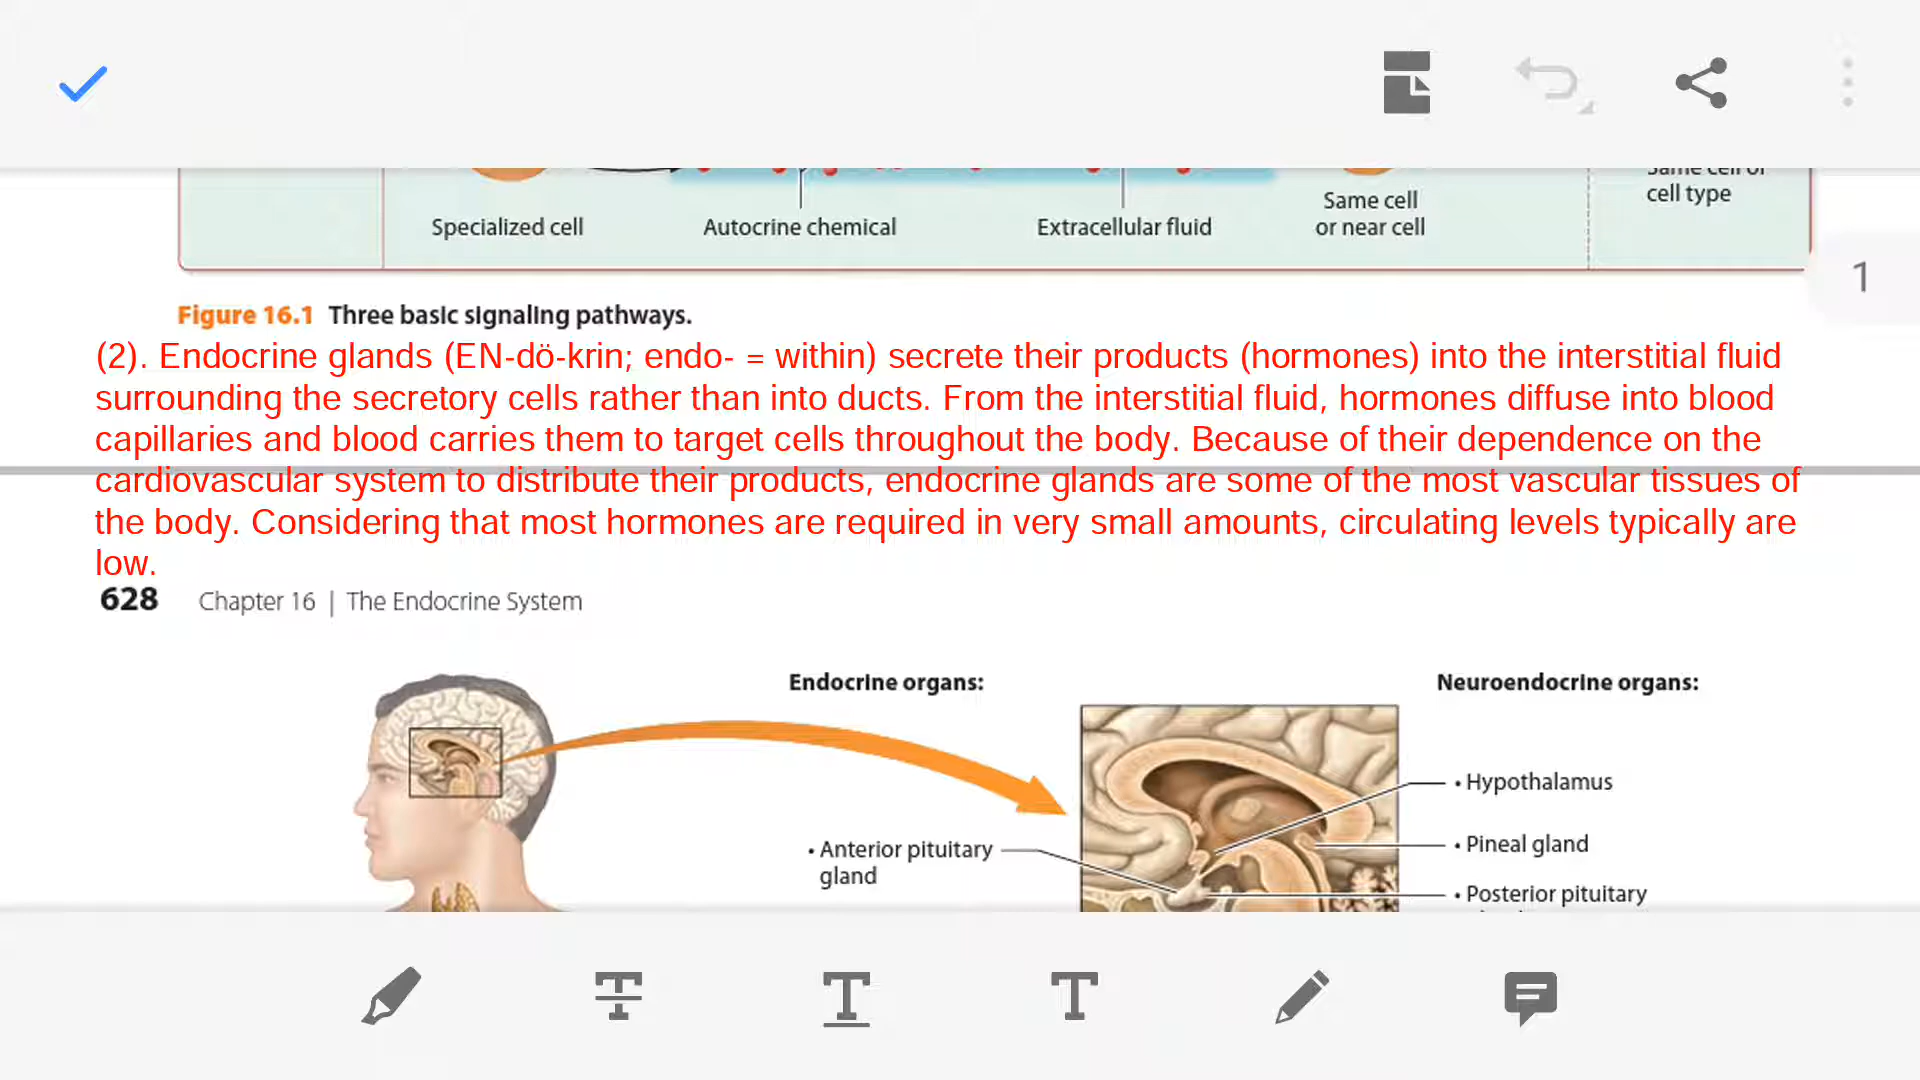 Same cell or
cell type
Same cell
or near cell
Specialized cell
Autocrine chemical
Extracellular fluid
1
Figure 16.1 Three basic signaling pathways.
(2). Endocrine glands (EN-dö-krin; endo- = within) secrete their products (hormones) into the interstitial fluid
surrounding the secretory cells rather than into ducts. From the interstitial fluid, hormones diffuse into blood
capillaries and blood carries them to target cells throughout the body. Because of their dependence on the
cardiovascular system to distribute their products, endocrine glands are some of the most vascular tissues of
the body. Considering that most hormones are required in very small amounts, circulating levels typically are
low.
628 Chapter 16 | The Endocrine System
Endocrine organs:
Neuroendocrine organs:
• Hypothalamus
• Pineal gland
• Anterior pituitary
gland
• Posterior pituitary